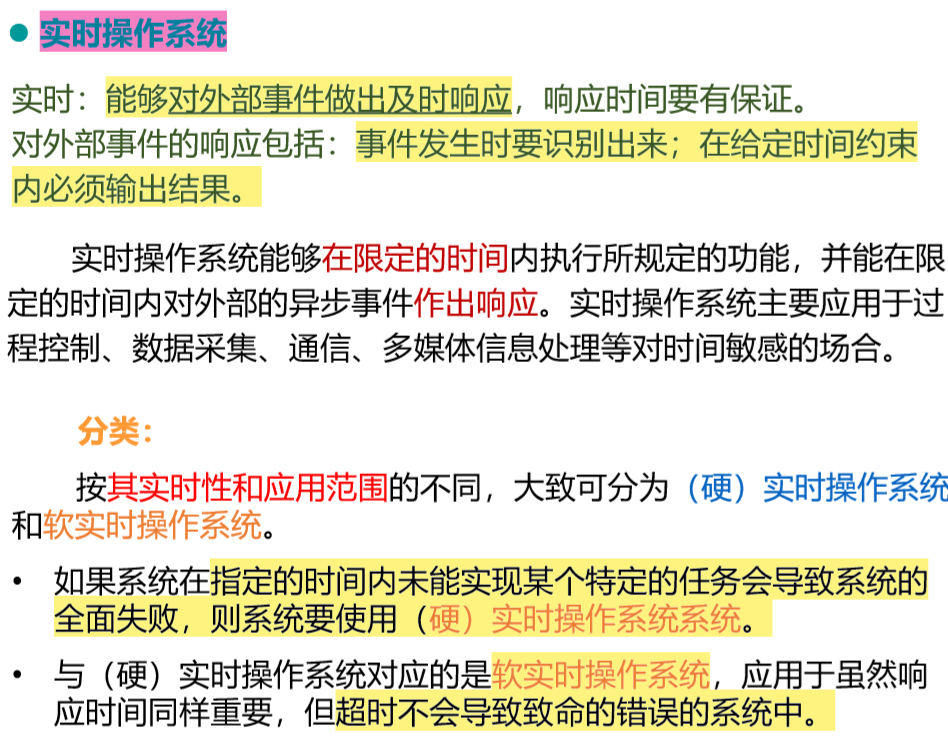 ● 实时操作系统
实时：能够对外部事件做出及时响应，响应时间要有保证。
对外部事件的响应包括：事件发生时要识别出来；在给定时间约束
内必须输出结果。
实时操作系统能够在限定的时间内执行所规定的功能，并能在限
定的时间内对外部的异步事件作出响应。实时操作系统主要应用于过
程控制、数据采集、通信、多媒体信息处理等对时间敏感的场合。
分类：
按其实时性和应用范围的不同，大致可分为（硬）实时操作系统
和软实时操作系统。
• 如果系统在指定的时间内未能实现某个特定的任务会导致系统的
全面失败，则系统要使用（硬）实时操作系统系统。
• 与（硬）实时操作系统对应的是软实时操作系统，应用于虽然响
应时间同样重要，但超时不会导致致命的错误的系统中。